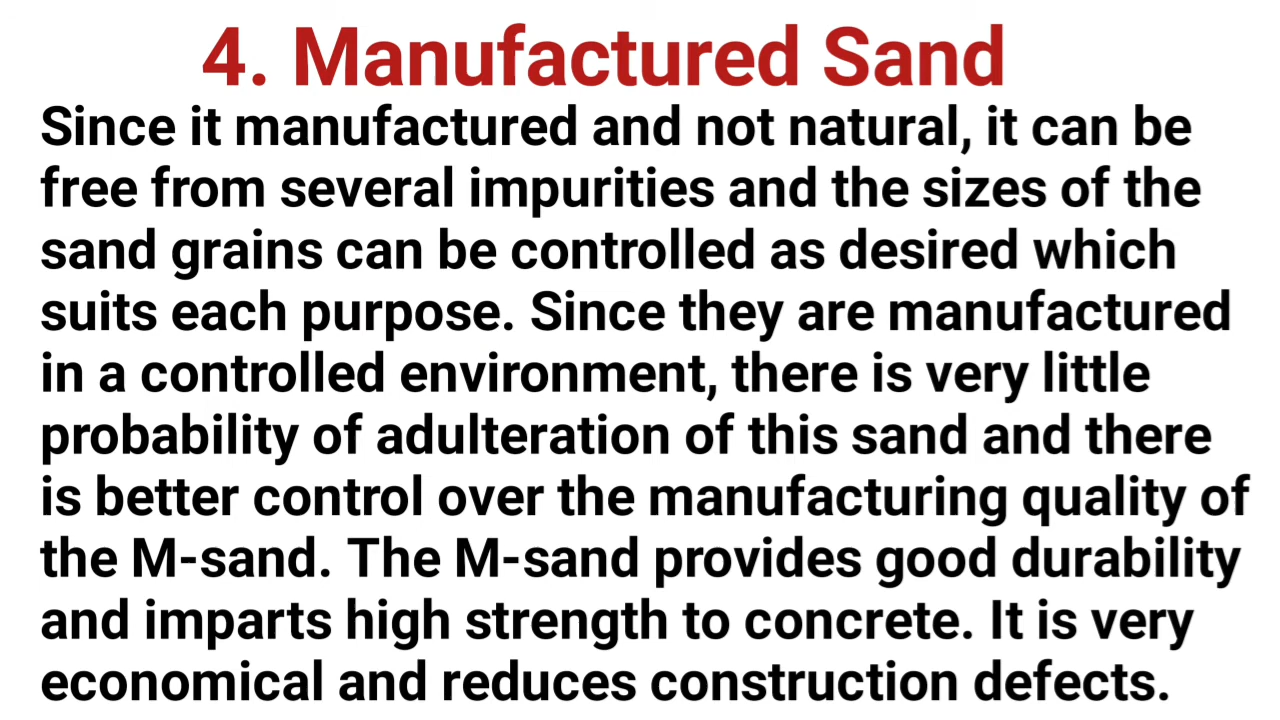 4. Manufactured Sand
Since it manufactured and not natural, it can be
free from several impurities and the sizes of the
sand grains can be controlled as desired which
suits each purpose. Since they are manufactured
in a controlled environment, there is very little
probability of adulteration of this sand and there
is better control over the manufacturing quality of
the M-sand. The M-sand provides good durability
and imparts high strength to concrete. It is very
economical and reduces construction defects.